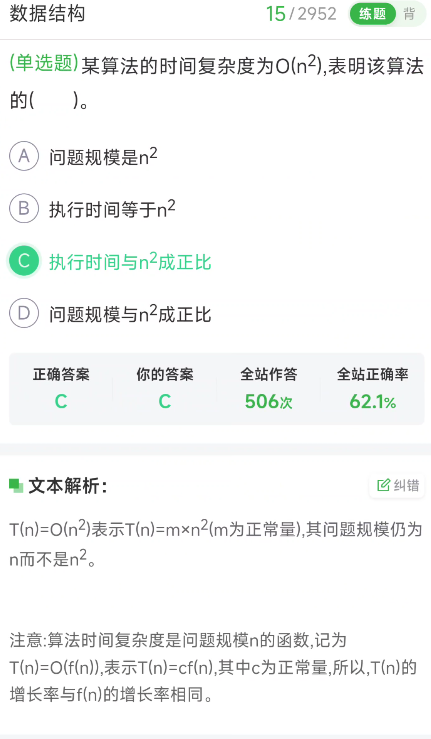 数据结构 15/2952 练题 背
(单选题)某算法的时间复杂度为O(n²),表明该算法
的(  )。
A 问题规模是n²
B 执行时间等于n²
C 执行时间与n²成正比
D 问题规模与n²成正比
正确答案 你的答案 全站作答 全站正确率
C C 506次 62.1%
文本解析: 纠错
T(n)=O(n²)表示T(n)=m×n²(m为正常量),其问题规模仍为
n而不是n²。
注意:算法时间复杂度是问题规模n的函数,记为
T(n)=O(f(n)),表示T(n)=cf(n),其中c为正常量,所以,T(n)的
增长率与f(n)的增长率相同。